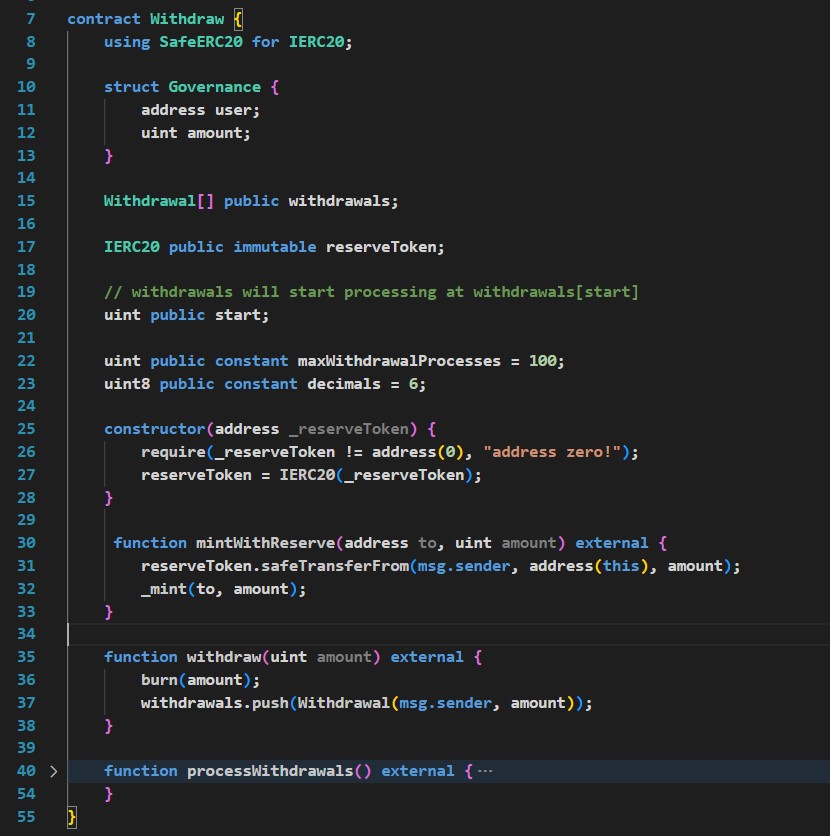 7 contract Withdraw {
8 using SafeERC20 for IERC20;
9
10 struct Governance {
11 address user;
12 uint amount;
13 }
14
15 Withdrawal[] public withdrawals;
16
17 IERC20 public immutable reserveToken;
18
19 // withdrawals will start processing at withdrawals[start]
20 uint public start;
21
22 uint public constant maxWithdrawalProcesses = 100;
23 uint8 public constant decimals = 6;
24
25 constructor(address _reserveToken) {
26 require(_reserveToken != address(0), "address zero!");
27 reserveToken = IERC20(_reserveToken);
28 }
29
30 function mintWithReserve(address to, uint amount) external {
31 reserveToken.safeTransferFrom(msg.sender, address(this), amount);
32 _mint(to, amount);
33 }
34
35 function withdraw(uint amount) external {
36 burn(amount);
37 withdrawals.push(Withdrawal(msg.sender, amount));
38 }
39
40 > function processWithdrawals() external { ···
54 }
55 }